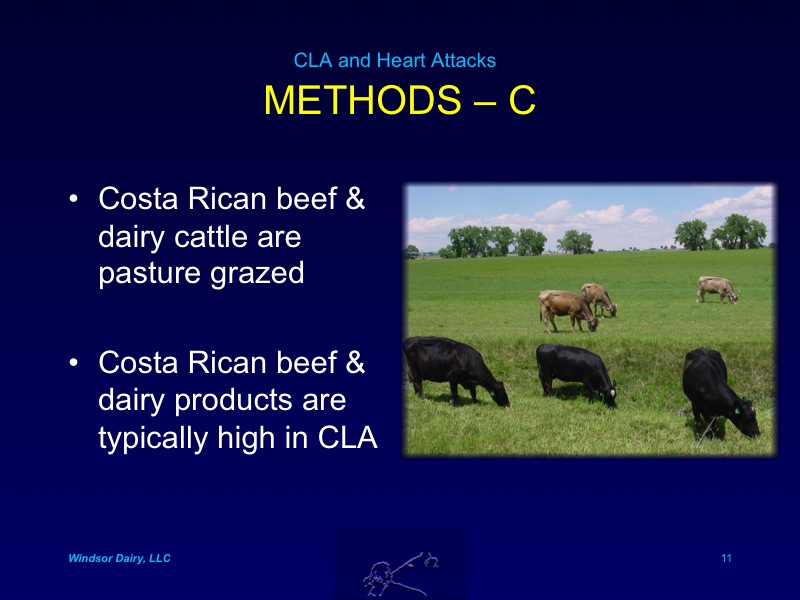 CLA and Heart Attacks
METHODS – C
• Costa Rican beef &
dairy cattle are
pasture grazed
• Costa Rican beef &
dairy products are
typically high in CLA
Windsor Dairy, LLC
11